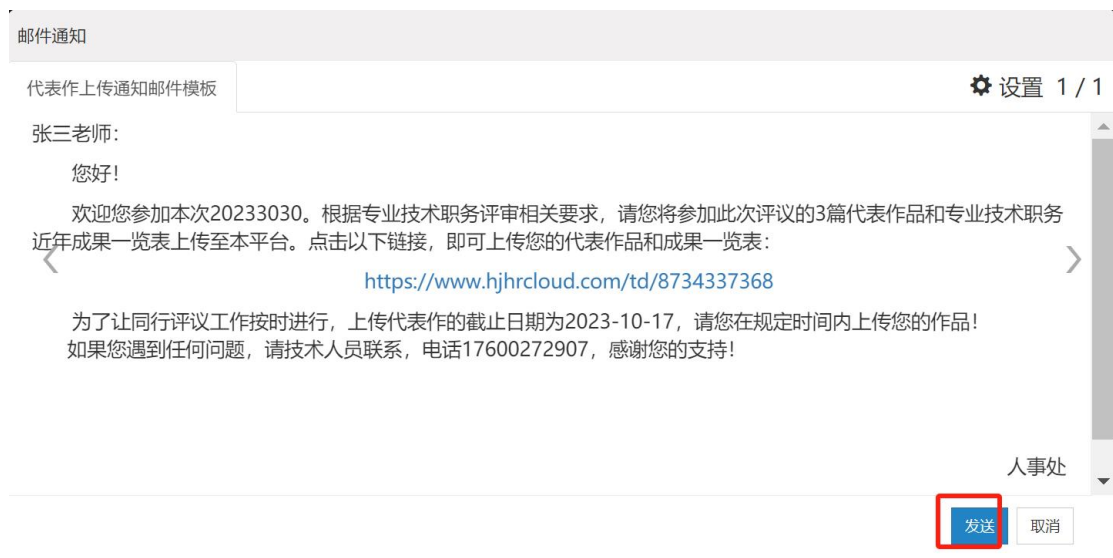 邮件通知
代表作上传通知邮件模板
设置 1 / 1
张三老师:
您好!
欢迎您参加本次20233030。根据专业技术职务评审相关要求，请您将参加此次评议的3篇代表作品和专业技术职务
近年成果一览表上传至本平台。点击以下链接，即可上传您的代表作品和成果一览表:
https://www.hjhrcloud.com/td/8734337368
为了让同行评议工作按时进行，上传代表作的截止日期为2023-10-17，请您在规定时间内上传您的作品!
如果您遇到任何问题，请技术人员联系，电话17600272907，感谢您的支持!
人事处
发送 取消